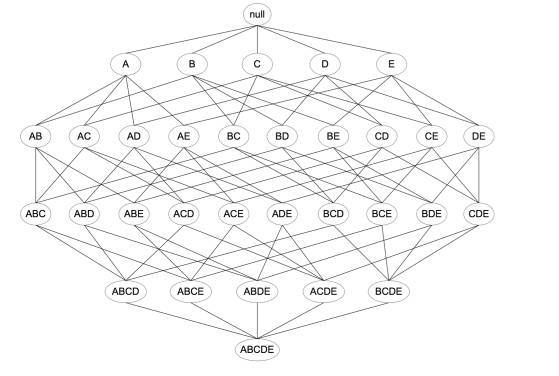 null
A B C D E
AB AC AD AE BC BD BE CD CE DE
ABC ABD ABE ACD ACE ADE BCD BCE BDE CDE
ABCD ABCE ABDE ACDE BCDE
ABCDE